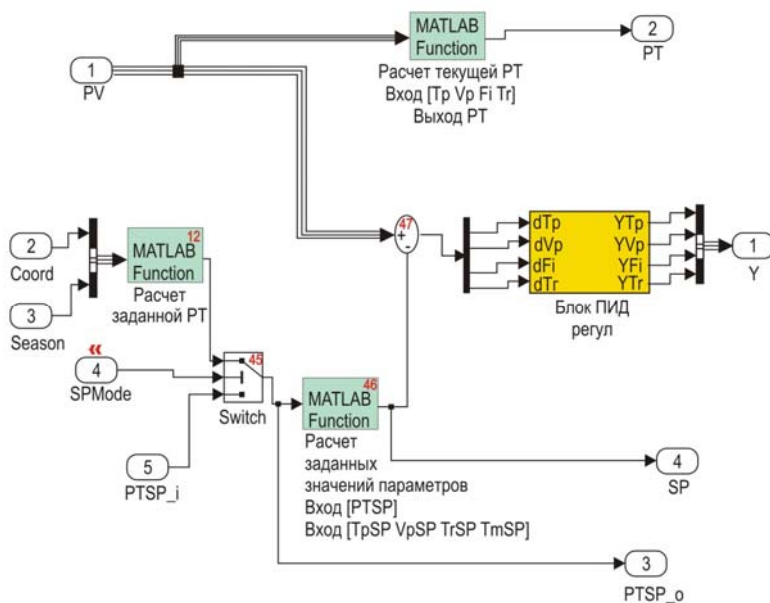 MATLAB
Function
2
PT
Расчет текущей РТ
Вход [Tp Vp Fi Tr]
Выход РТ
1
PV
2
Coord
3
Season
12
MATLAB
Function
Расчет
заданной РТ
«
4
SPMode
45
Switch
5
PTSP_i
46
MATLAB
Function
Расчет
заданных
значений параметров
Вход [PTSP]
Вход [TpSP VpSP TrSP TmSP]
47
+
-
dTp YTp
dVp YVp
dFi YFi
dTr YTr
Блок ПИД
регул
1
Y
4
SP
3
PTSP_o